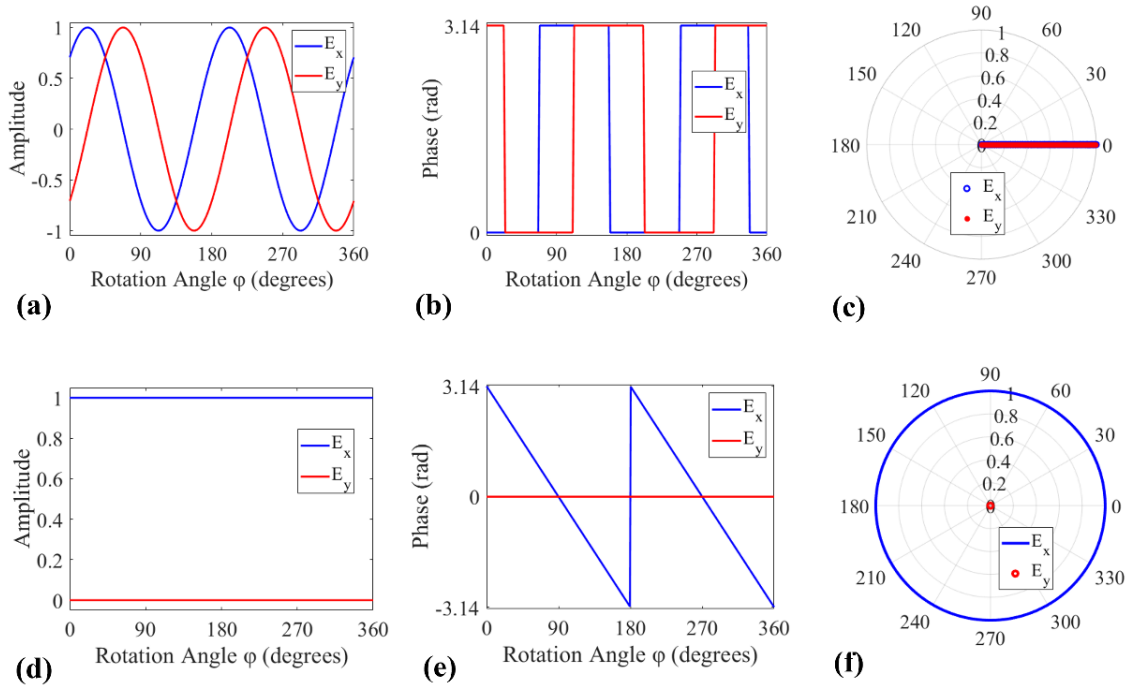 1
0.5
0
-0.5
-1
Amplitude
E_x
E_y
0
90
180
270
360
Rotation Angle φ (degrees)
(a)
3.14
0
Phase (rad)
E_x
E_y
0
90
180
270
360
Rotation Angle φ (degrees)
(b)
90
120
60
150
30
180
0
210
330
240
300
270
1
0.8
0.6
0.4
0.2
0
E_x
E_y
(c)
1
0.8
0.6
0.4
0.2
0
Amplitude
E_x
E_y
0
90
180
270
360
Rotation Angle φ (degrees)
(d)
3.14
0
-3.14
Phase (rad)
E_x
E_y
0
90
180
270
360
Rotation Angle φ (degrees)
(e)
90
120
60
150
30
180
0
210
330
240
300
270
1
0.8
0.6
0.4
0.2
0
E_x
E_y
(f)